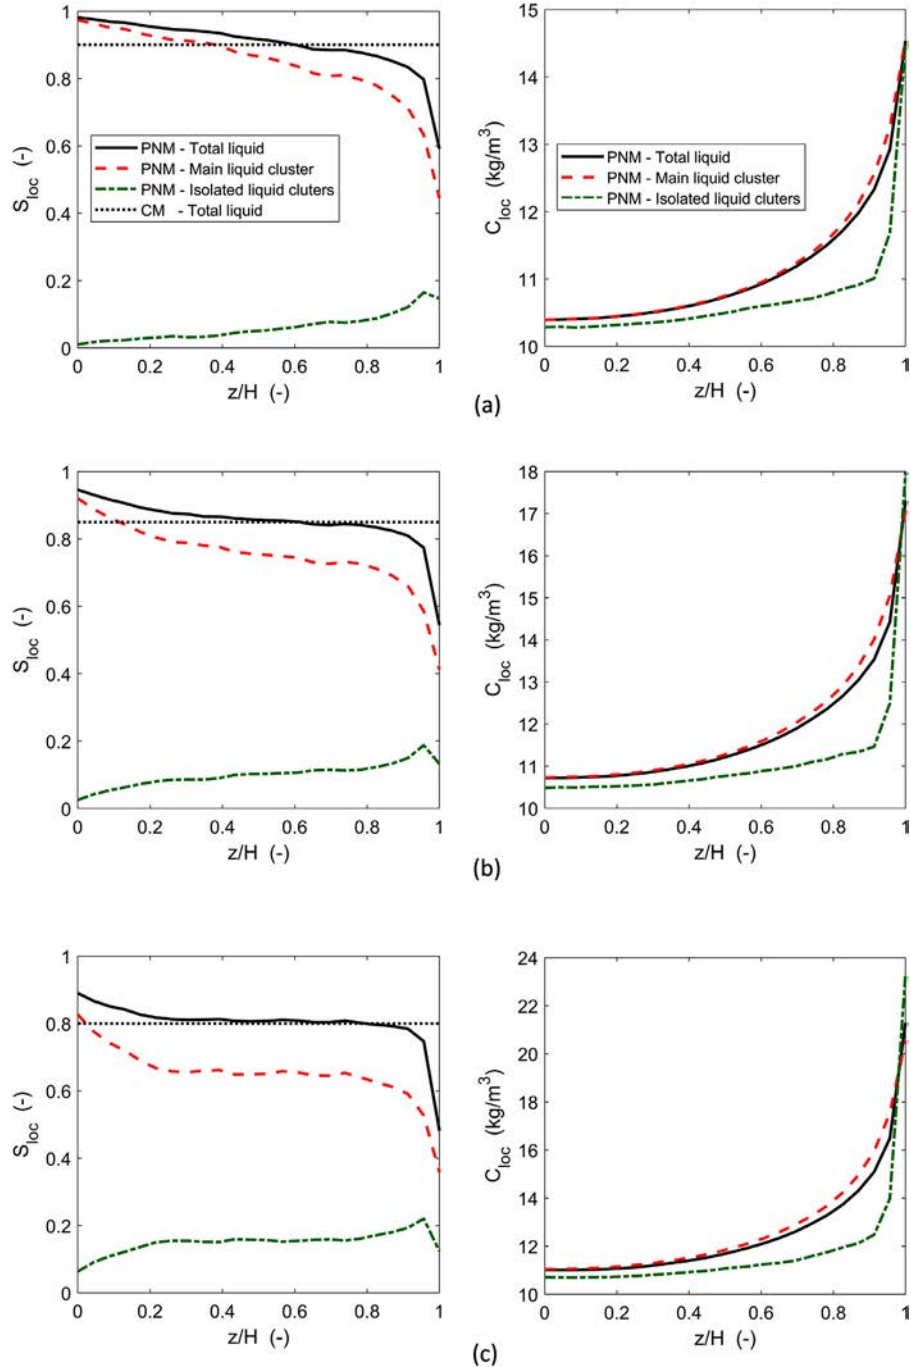 1
0.8
0.6
0.4
0.2
0
S_loc (-)
PNM - Total liquid
PNM - Main liquid cluster
PNM - Isolated liquid cluters
CM - Total liquid
0 0.2 0.4 0.6 0.8 1
z/H (-)
15
14
13
12
11
10
C_loc (kg/m³)
PNM - Total liquid
PNM - Main liquid cluster
PNM - Isolated liquid cluters
0 0.2 0.4 0.6 0.8 1
z/H (-)
(a)
1
0.8
0.6
0.4
0.2
0
S_loc (-)
0 0.2 0.4 0.6 0.8 1
z/H (-)
18
17
16
15
14
13
12
11
10
C_loc (kg/m³)
0 0.2 0.4 0.6 0.8 1
z/H (-)
(b)
1
0.8
0.6
0.4
0.2
0
S_loc (-)
0 0.2 0.4 0.6 0.8 1
z/H (-)
24
22
20
18
16
14
12
10
C_loc (kg/m³)
0 0.2 0.4 0.6 0.8 1
z/H (-)
(c)